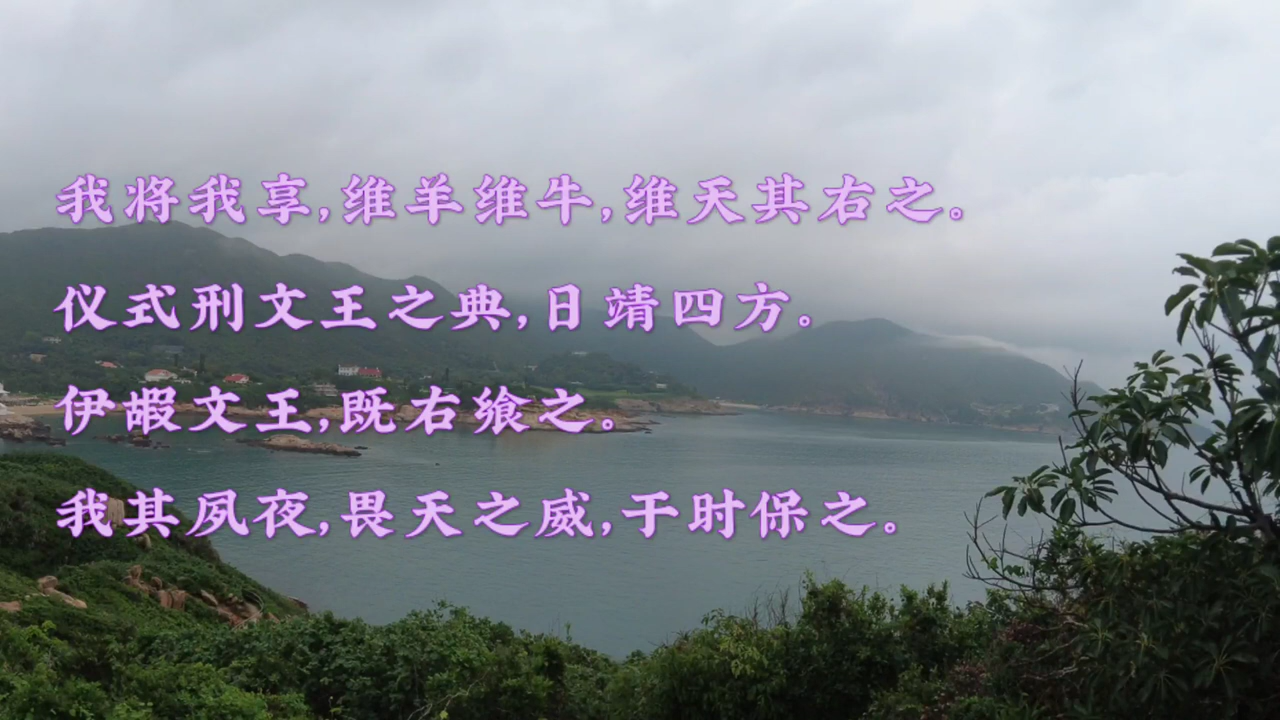 我将我享,维羊维牛,维天其右之。
仪式刑文王之典,日靖四方。
伊嘏文王,既右飨之。
我其夙夜,畏天之威,于时保之。